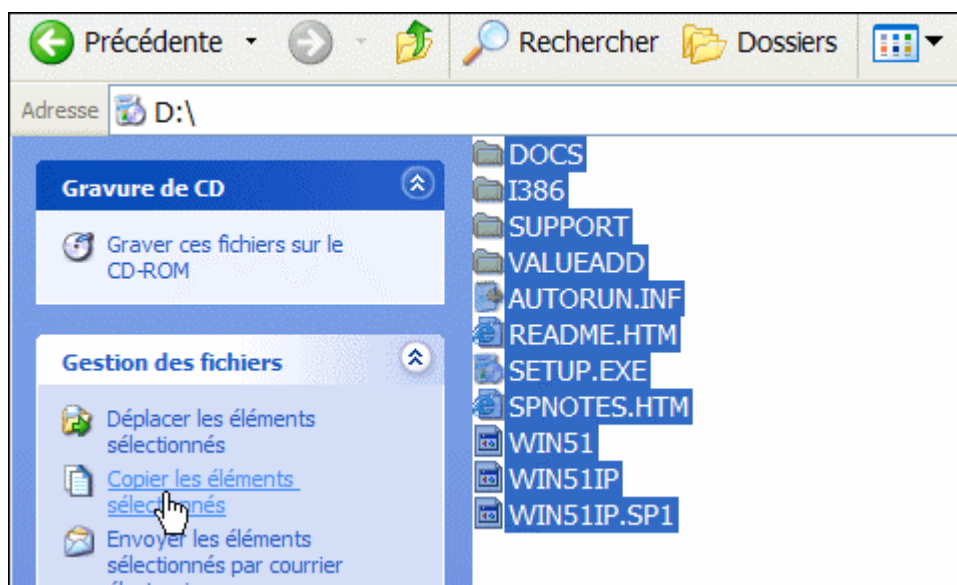 Précédente
Rechercher
Dossiers
Adresse D:\
Gravure de CD
Graver ces fichiers sur le
CD-ROM
Gestion des fichiers
Déplacer les éléments
sélectionnés
Copier les éléments
sélectionnés
Envoyer les éléments
sélectionnés par courrier
DOCS
I386
SUPPORT
VALUEADD
AUTORUN.INF
README.HTM
SETUP.EXE
SPNOTES.HTM
WIN51
WIN51IP
WIN51IP.SP1